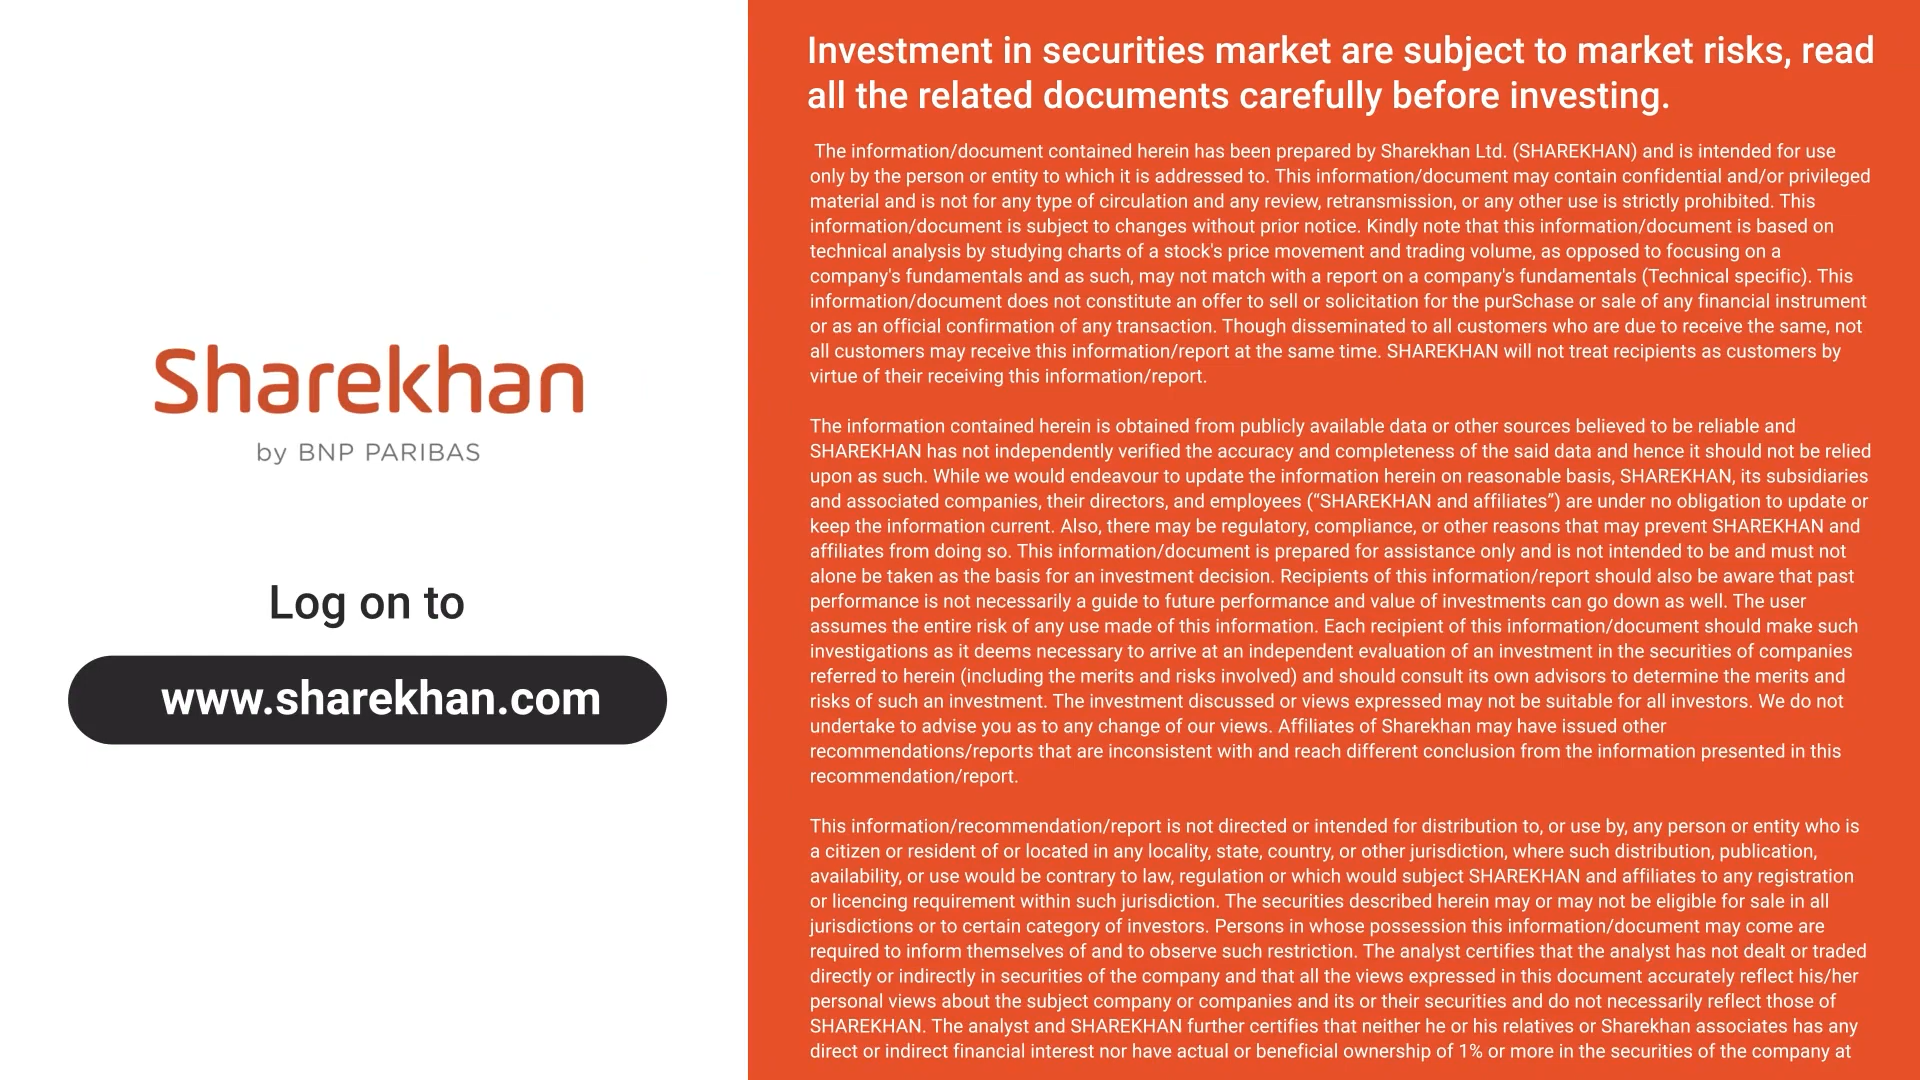 Sharekhan
by BNP PARIBAS
Log on to
www.sharekhan.com
Investment in securities market are subject to market risks, read
all the related documents carefully before investing.
The information/document contained herein has been prepared by Sharekhan Ltd. (SHAREKHAN) and is intended for use
only by the person or entity to which it is addressed to. This information/document may contain confidential and/or privileged
material and is not for any type of circulation and any review, retransmission, or any other use is strictly prohibited. This
information/document is subject to changes without prior notice. Kindly note that this information/document is based on
technical analysis by studying charts of a stock's price movement and trading volume, as opposed to focusing on a
company's fundamentals and as such, may not match with a report on a company's fundamentals (Technical specific). This
information/document does not constitute an offer to sell or solicitation for the purSchase or sale of any financial instrument
or as an official confirmation of any transaction. Though disseminated to all customers who are due to receive the same, not
all customers may receive this information/report at the same time. SHAREKHAN will not treat recipients as customers by
virtue of their receiving this information/report.
The information contained herein is obtained from publicly available data or other sources believed to be reliable and
SHAREKHAN has not independently verified the accuracy and completeness of the said data and hence it should not be relied
upon as such. While we would endeavour to update the information herein on reasonable basis, SHAREKHAN, its subsidiaries
and associated companies, their directors, and employees (“SHAREKHAN and affiliates”) are under no obligation to update or
keep the information current. Also, there may be regulatory, compliance, or other reasons that may prevent SHAREKHAN and
affiliates from doing so. This information/document is prepared for assistance only and is not intended to be and must not
alone be taken as the basis for an investment decision. Recipients of this information/report should also be aware that past
performance is not necessarily a guide to future performance and value of investments can go down as well. The user
assumes the entire risk of any use made of this information. Each recipient of this information/document should make such
investigations as it deems necessary to arrive at an independent evaluation of an investment in the securities of companies
referred to herein (including the merits and risks involved) and should consult its own advisors to determine the merits and
risks of such an investment. The investment discussed or views expressed may not be suitable for all investors. We do not
undertake to advise you as to any change of our views. Affiliates of Sharekhan may have issued other
recommendations/reports that are inconsistent with and reach different conclusion from the information presented in this
recommendation/report.
This information/recommendation/report is not directed or intended for distribution to, or use by, any person or entity who is
a citizen or resident of or located in any locality, state, country, or other jurisdiction, where such distribution, publication,
availability, or use would be contrary to law, regulation or which would subject SHAREKHAN and affiliates to any registration
or licencing requirement within such jurisdiction. The securities described herein may or may not be eligible for sale in all
jurisdictions or to certain category of investors. Persons in whose possession this information/document may come are
required to inform themselves of and to observe such restriction. The analyst certifies that the analyst has not dealt or traded
directly or indirectly in securities of the company and that all the views expressed in this document accurately reflect his/her
personal views about the subject company or companies and its or their securities and do not necessarily reflect those of
SHAREKHAN. The analyst and SHAREKHAN further certifies that neither he or his relatives or Sharekhan associates has any
direct or indirect financial interest nor have actual or beneficial ownership of 1% or more in the securities of the company at